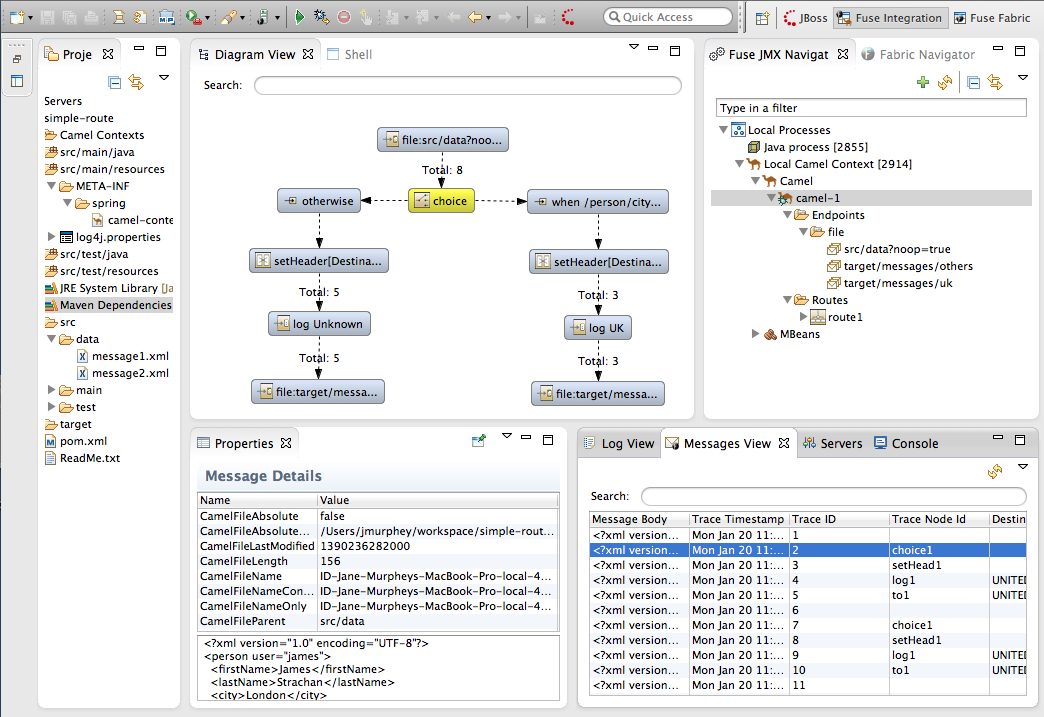 Quick Access
JBoss
Fuse Integration
Fuse Fabric
Proje
Servers
simple-route
Camel Contexts
src/main/java
src/main/resources
META-INF
spring
camel-conte
log4j.properties
src/test/java
src/test/resources
JRE System Library [Ja
Maven Dependencies
src
data
message1.xml
message2.xml
main
test
target
pom.xml
ReadMe.txt
Diagram View
Shell
Search:
file:src/data?noo...
Total: 8
otherwise
choice
when /person/city...
setHeader[Destina...
setHeader[Destina...
Total: 5
Total: 3
log Unknown
log UK
Total: 5
Total: 3
file:target/messa...
file:target/messa...
Fuse JMX Navigat
Fabric Navigator
Type in a filter
Local Processes
Java process [2855]
Local Camel Context [2914]
Camel
camel-1
Endpoints
file
src/data?noop=true
target/messages/others
target/messages/uk
Routes
route1
MBeans
Properties
Message Details
Name Value
CamelFileAbsolute false
CamelFileAbsolute... /Users/jmurphey/workspace/simple-rout...
CamelFileLastModified 1390236282000
CamelFileLength 156
CamelFileName ID-Jane-Murpheys-MacBook-Pro-local-4...
CamelFileNameCon... ID-Jane-Murpheys-MacBook-Pro-local-4...
CamelFileNameOnly ID-Jane-Murpheys-MacBook-Pro-local-4...
CamelFileParent src/data
<?xml version="1.0" encoding="UTF-8"?>
<person user="james">
<firstName>James</firstName>
<lastName>Strachan</lastName>
<city>London</city>
Log View
Messages View
Servers
Console
Search:
Message Body Trace Timestamp Trace ID Trace Node Id Destin
<?xml version... Mon Jan 20 11:... 1
<?xml version... Mon Jan 20 11:... 2 choice1
<?xml version... Mon Jan 20 11:... 3 setHead1
<?xml version... Mon Jan 20 11:... 4 log1 UNITED
<?xml version... Mon Jan 20 11:... 5 to1 UNITED
<?xml version... Mon Jan 20 11:... 6
<?xml version... Mon Jan 20 11:... 7 choice1
<?xml version... Mon Jan 20 11:... 8 setHead1
<?xml version... Mon Jan 20 11:... 9 log1 UNITED
<?xml version... Mon Jan 20 11:... 10 to1 UNITED
<?xml version... Mon Jan 20 11:... 11